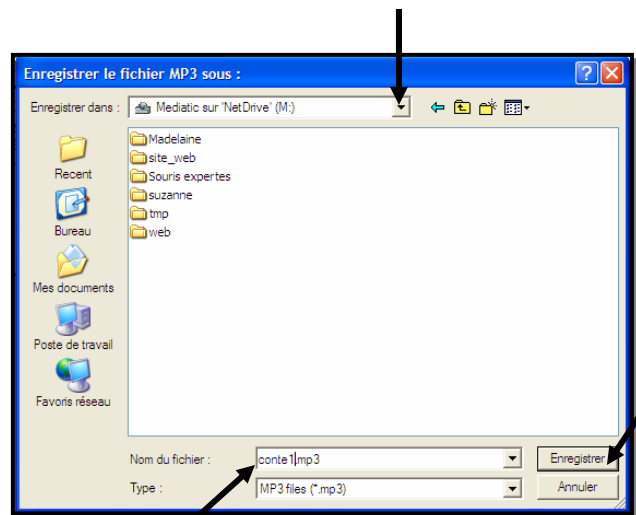 Enregistrer le fichier MP3 sous :
Enregistrer dans :
Mediatic sur 'NetDrive' (M:)
Recent
Bureau
Mes documents
Poste de travail
Favoris réseau
Madelaine
site_web
Souris expertes
suzanne
tmp
web
Nom du fichier :
conte1.mp3
Enregistrer
Type :
MP3 files (*.mp3)
Annuler